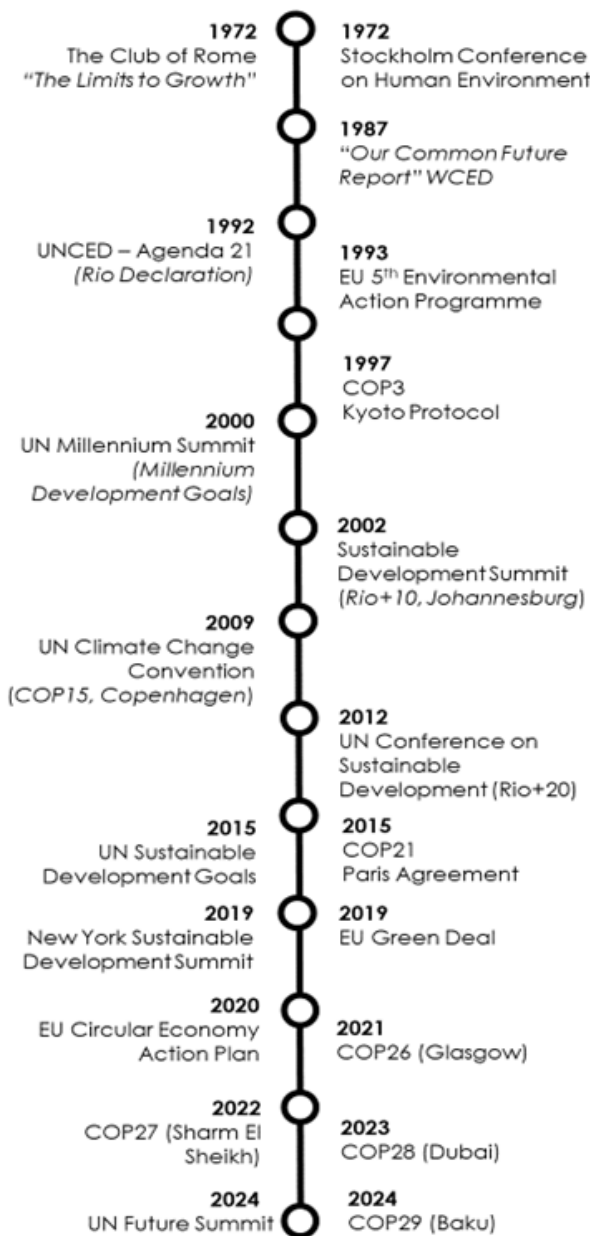 1972
The Club of Rome
“The Limits to Growth”
1972
Stockholm Conference
on Human Environment
1987
“Our Common Future
Report” WCED
1992
UNCED – Agenda 21
(Rio Declaration)
1993
EU 5th Environmental
Action Programme
1997
COP3
Kyoto Protocol
2000
UN Millennium Summit
(Millennium
Development Goals)
2002
Sustainable
Development Summit
(Rio+10, Johannesburg)
2009
UN Climate Change
Convention
(COP15, Copenhagen)
2012
UN Conference on
Sustainable
Development (Rio+20)
2015
UN Sustainable
Development Goals
2015
COP21
Paris Agreement
2019
New York Sustainable
Development Summit
2019
EU Green Deal
2020
EU Circular Economy
Action Plan
2021
COP26 (Glasgow)
2022
COP27 (Sharm El
Sheikh)
2023
COP28 (Dubai)
2024
UN Future Summit
2024
COP29 (Baku)